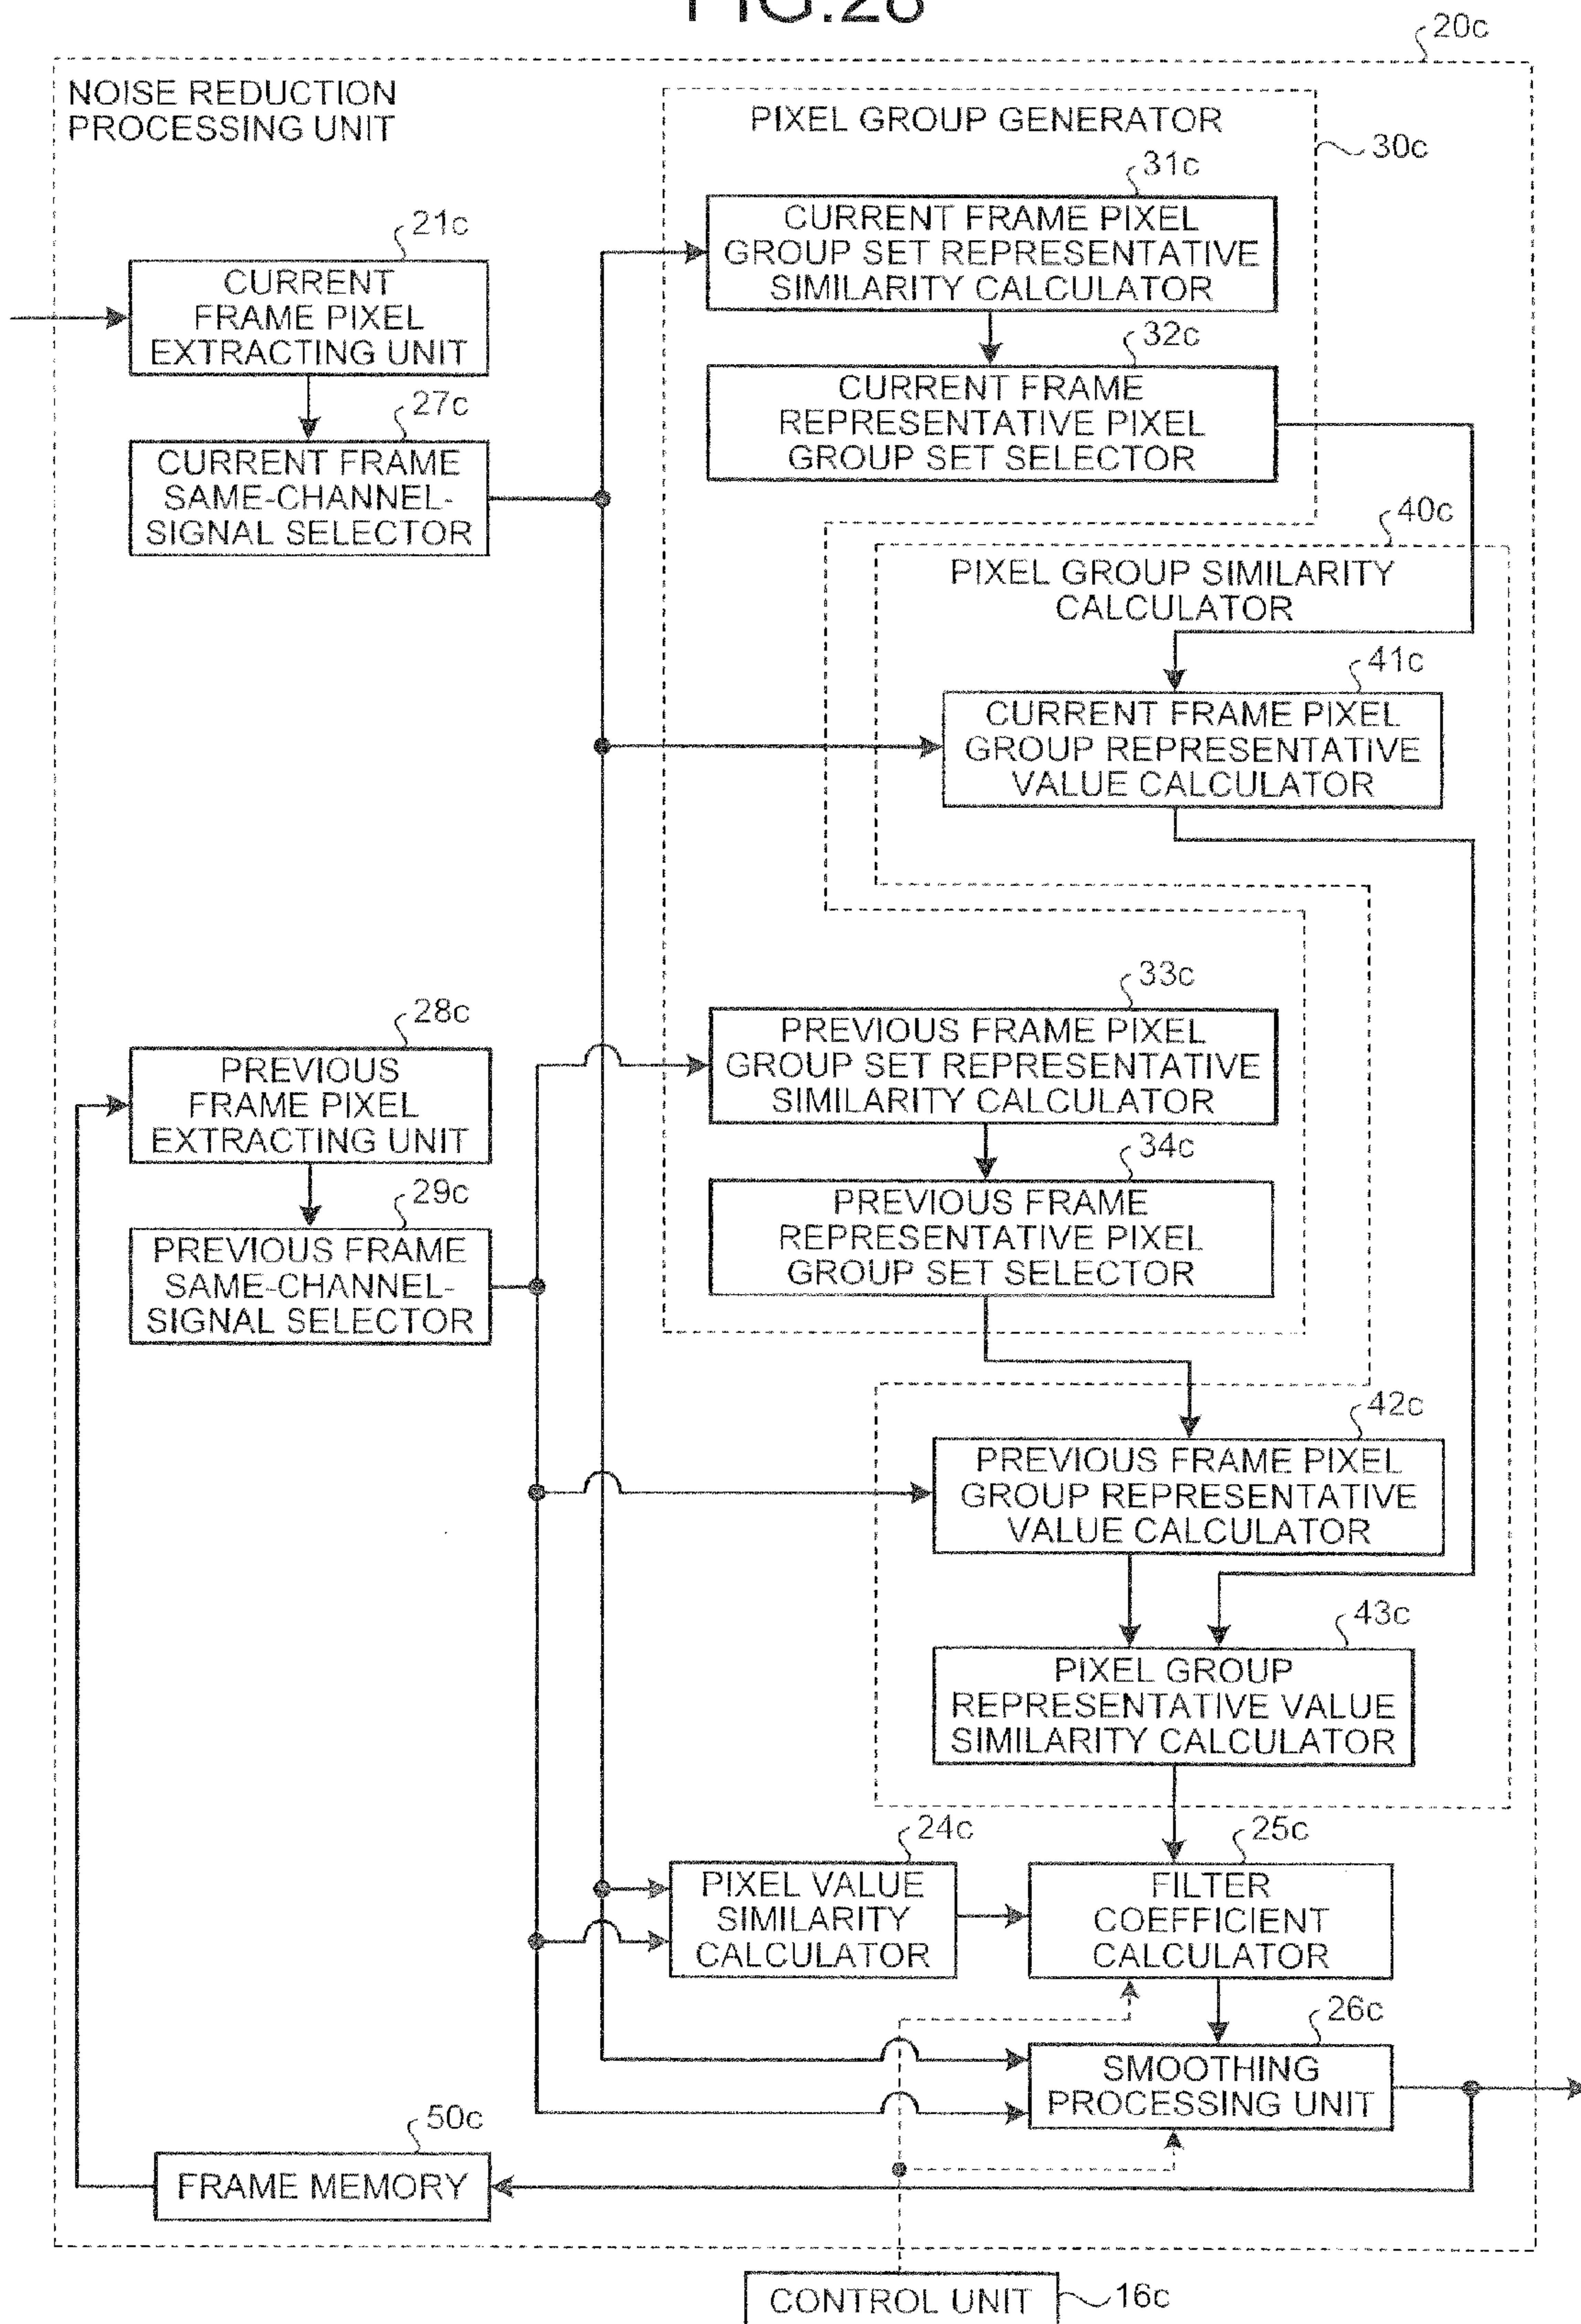 FIG.28
20c
NOISE REDUCTION
PROCESSING UNIT
PIXEL GROUP GENERATOR
30c
31c
CURRENT FRAME PIXEL
GROUP SET REPRESENTATIVE
SIMILARITY CALCULATOR
21c
CURRENT
FRAME PIXEL
EXTRACTING UNIT
32c
CURRENT FRAME
REPRESENTATIVE PIXEL
GROUP SET SELECTOR
27c
CURRENT FRAME
SAME-CHANNEL-
SIGNAL SELECTOR
40c
PIXEL GROUP SIMILARITY
CALCULATOR
41c
CURRENT FRAME PIXEL
GROUP REPRESENTATIVE
VALUE CALCULATOR
33c
PREVIOUS FRAME PIXEL
GROUP SET REPRESENTATIVE
SIMILARITY CALCULATOR
28c
PREVIOUS
FRAME PIXEL
EXTRACTING UNIT
34c
PREVIOUS FRAME
REPRESENTATIVE PIXEL
GROUP SET SELECTOR
29c
PREVIOUS FRAME
SAME-CHANNEL-
SIGNAL SELECTOR
42c
PREVIOUS FRAME PIXEL
GROUP REPRESENTATIVE
VALUE CALCULATOR
43c
PIXEL GROUP
REPRESENTATIVE VALUE
SIMILARITY CALCULATOR
24c
PIXEL VALUE
SIMILARITY
CALCULATOR
25c
FILTER
COEFFICIENT
CALCULATOR
26c
SMOOTHING
PROCESSING UNIT
50c
FRAME MEMORY
CONTROL UNIT
16c